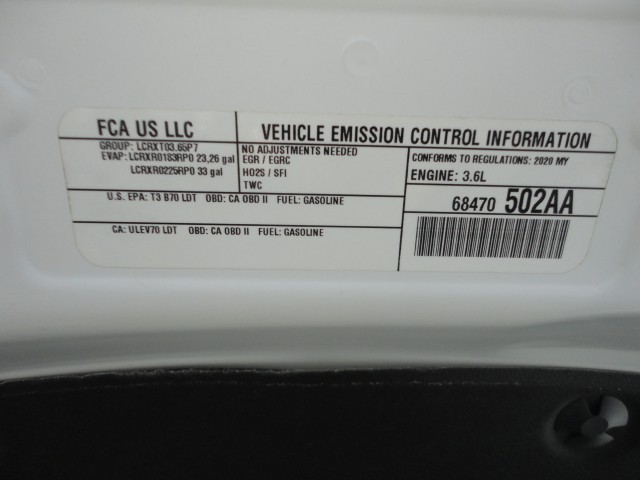 FCA US LLC
VEHICLE EMISSION CONTROL INFORMATION
GROUP: LCRXT03.65P7
EVAP: LCRXR0183RP0 23,26 gal
LCRXR0225RP0 33 gal
NO ADJUSTMENTS NEEDED
EGR / EGRC
HO2S / SFI
TWC
CONFORMS TO REGULATIONS: 2020 MY
ENGINE: 3.6L
U.S. EPA: T3 B70 LDT OBD: CA OBD II FUEL: GASOLINE
68470 502AA
CA: ULEV70 LDT OBD: CA OBD II FUEL: GASOLINE